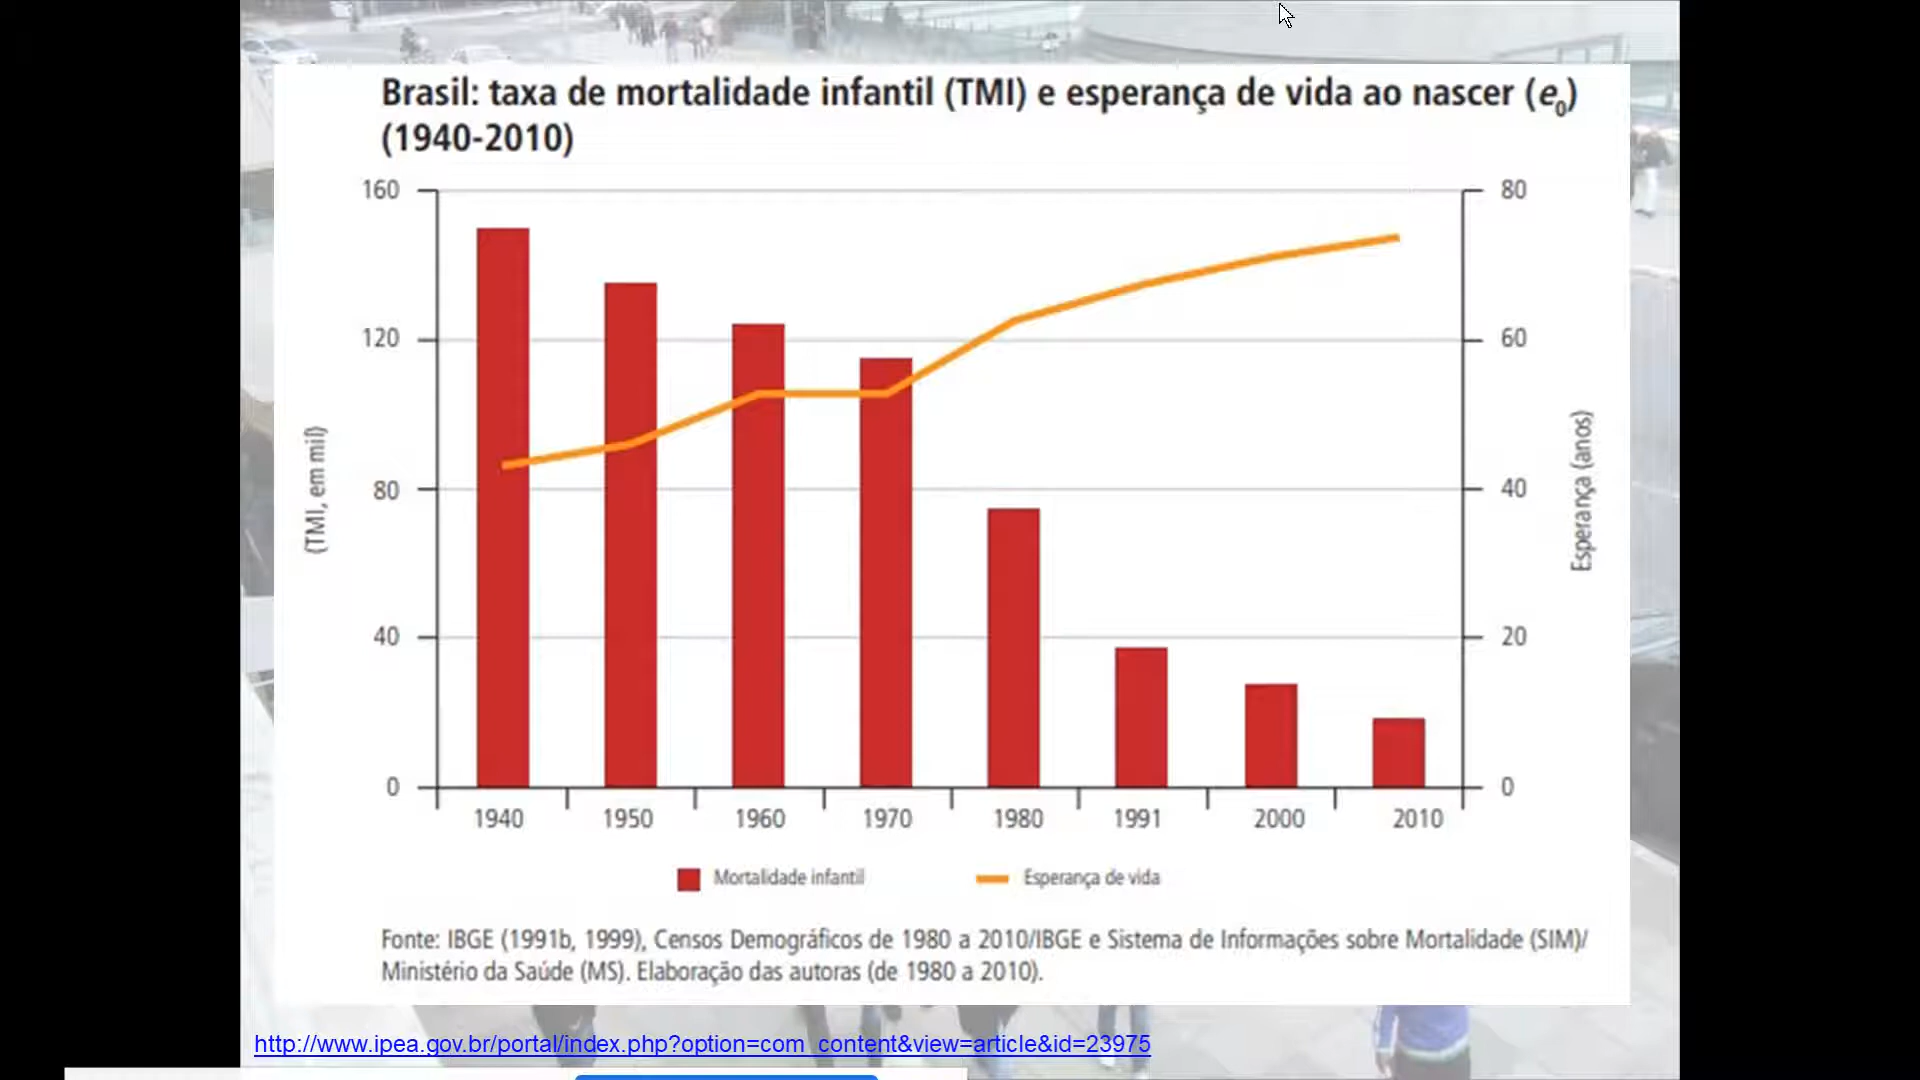 Brasil: taxa de mortalidade infantil (TMI) e esperança de vida ao nascer (e0)
(1940-2010)
160
120
80
40
0
(TMI, em mil)
80
60
40
20
0
Esperança (anos)
1940 1950 1960 1970 1980 1991 2000 2010
Mortalidade infantil Esperança de vida
Fonte: IBGE (1991b, 1999), Censos Demográficos de 1980 a 2010/IBGE e Sistema de Informações sobre Mortalidade (SIM)/
Ministério da Saúde (MS). Elaboração das autoras (de 1980 a 2010).
http://www.ipea.gov.br/portal/index.php?option=com_content&view=article&id=23975